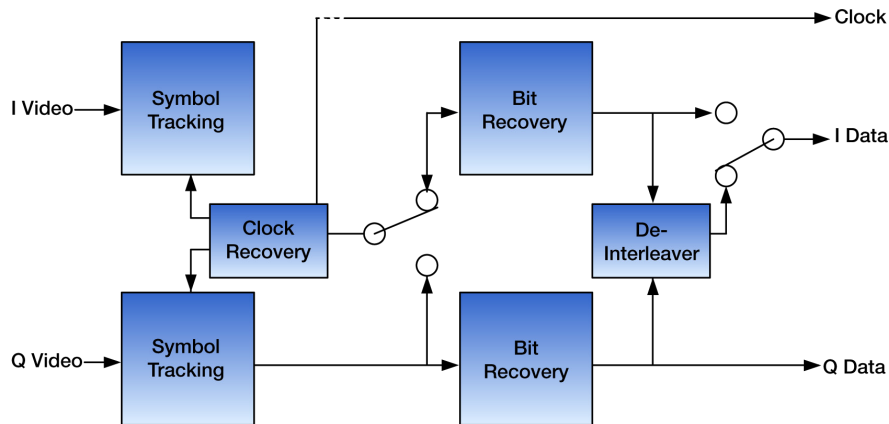 Clock
I Video
Symbol
Tracking
Bit
Recovery
I Data
Clock
Recovery
De-
Interleaver
Q Video
Symbol
Tracking
Bit
Recovery
Q Data